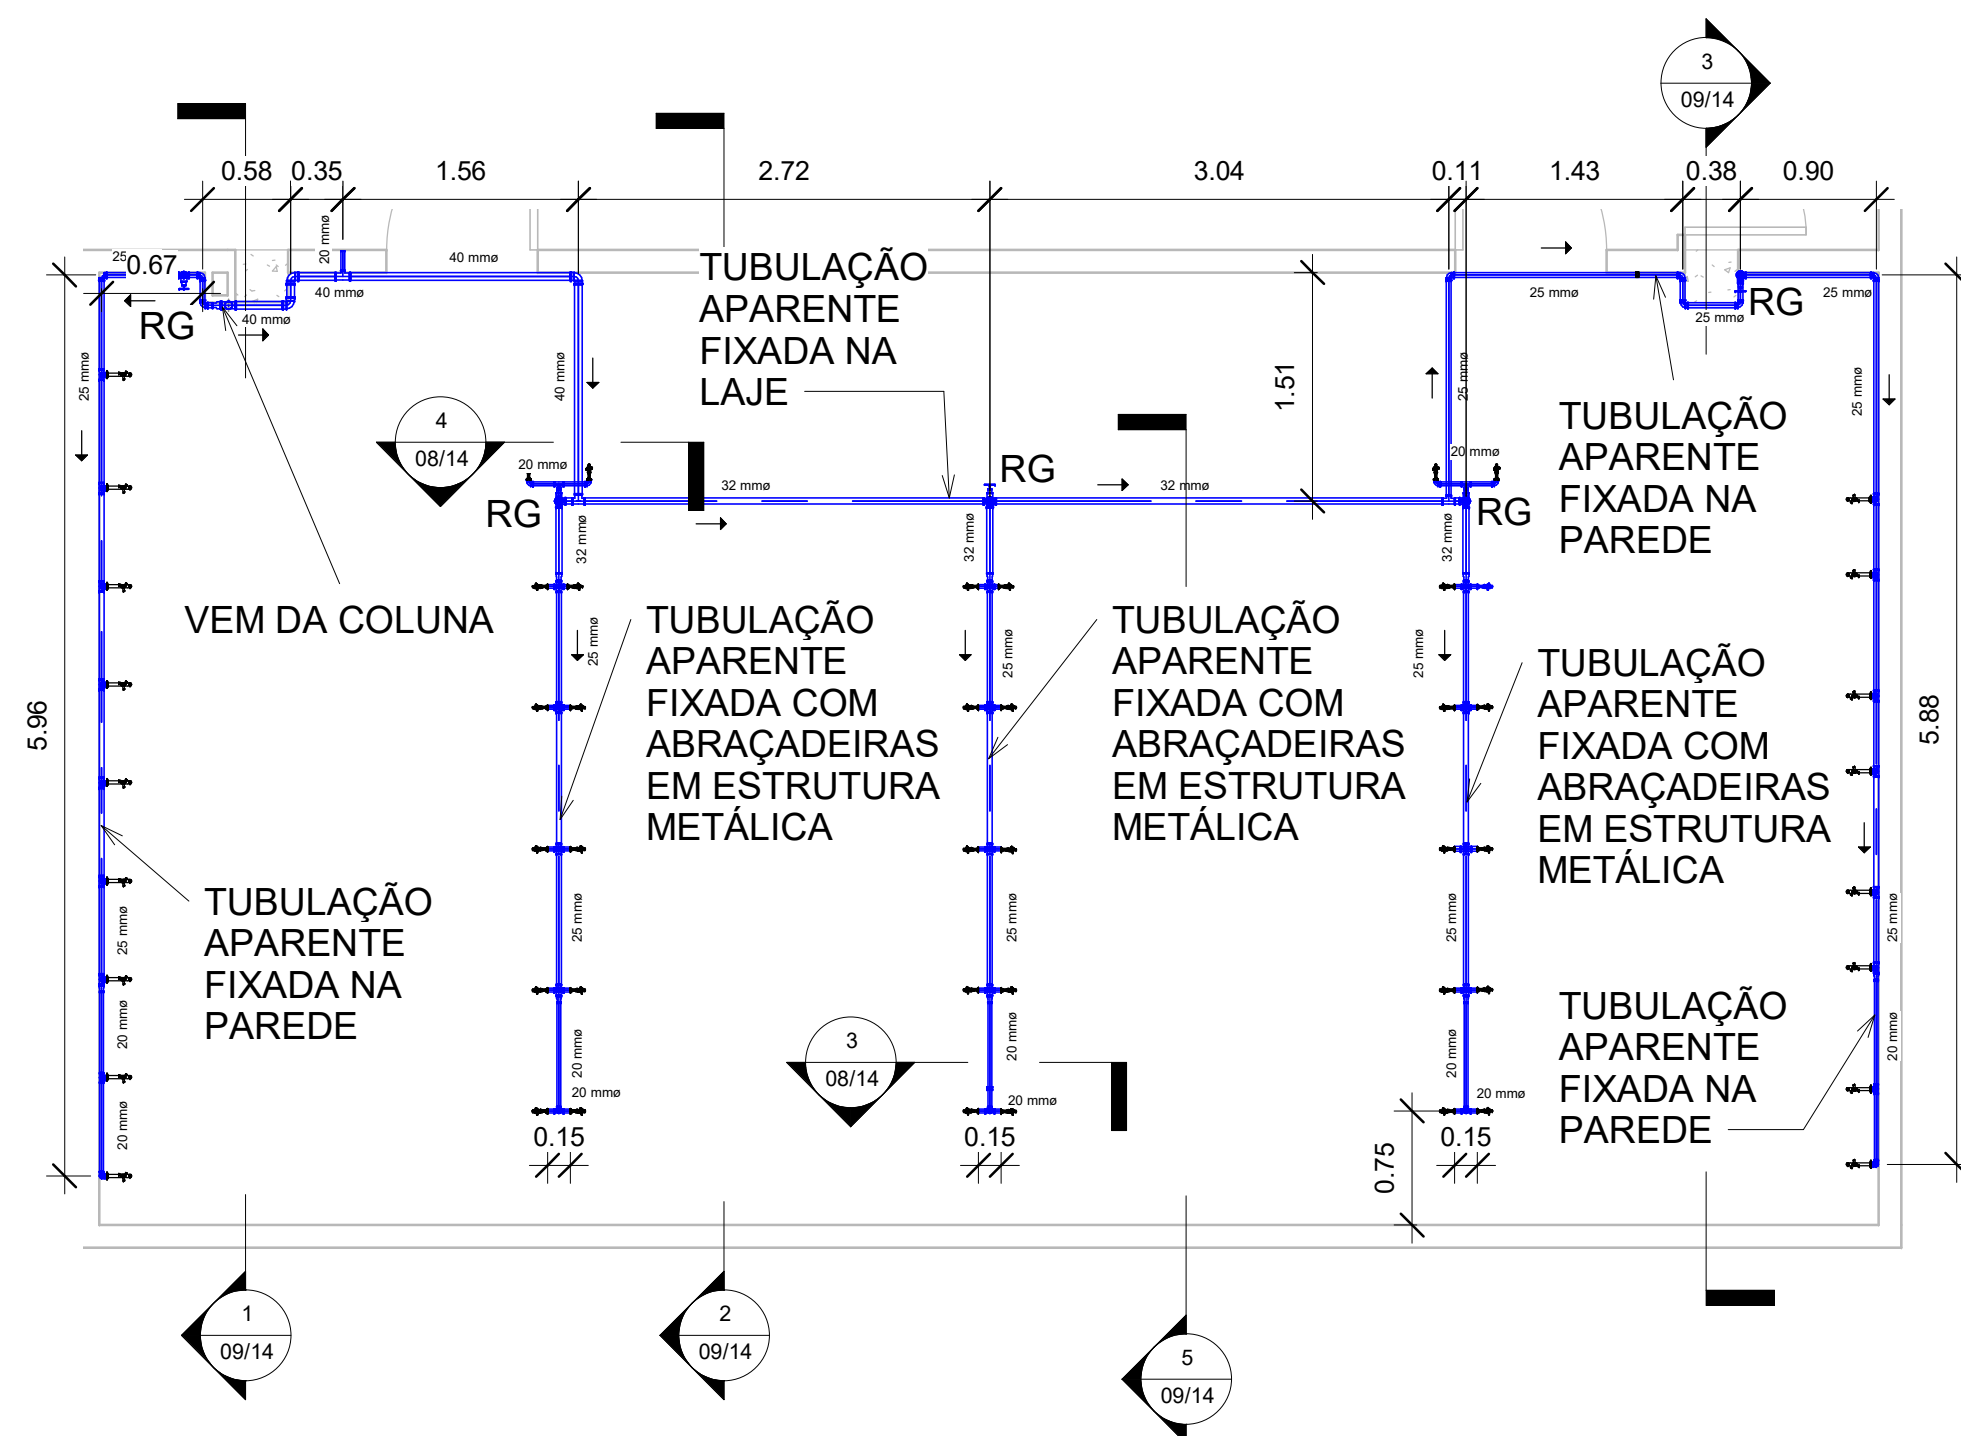 3
09/14
0.58 0.35 1.56 2.72 3.04 0.11 1.43 0.38 0.90
20 mmø
25
0.67
40 mmø
40 mmø
40 mmø
RG
TUBULAÇÃO
APARENTE
FIXADA NA
LAJE
25 mmø
25 mmø
25 mmø
RG
25 mmø
40 mmø
1.51
25 mmø
25 mmø
4
08/14
TUBULAÇÃO
APARENTE
FIXADA NA
PAREDE
20 mmø
RG
32 mmø
RG
32 mmø
20 mmø
RG
32 mmø
32 mmø
32 mmø
VEM DA COLUNA
TUBULAÇÃO
APARENTE
FIXADA COM
ABRAÇADEIRAS
EM ESTRUTURA
METÁLICA
TUBULAÇÃO
APARENTE
FIXADA COM
ABRAÇADEIRAS
EM ESTRUTURA
METÁLICA
TUBULAÇÃO
APARENTE
FIXADA COM
ABRAÇADEIRAS
EM ESTRUTURA
METÁLICA
25 mmø
25 mmø
25 mmø
5.96
5.88
TUBULAÇÃO
APARENTE
FIXADA NA
PAREDE
25 mmø
25 mmø
25 mmø
25 mmø
25 mmø
TUBULAÇÃO
APARENTE
FIXADA NA
PAREDE
20 mmø
20 mmø
20 mmø
20 mmø
20 mmø
3
08/14
20 mmø
20 mmø
20 mmø
20 mmø
0.15
0.15
0.15
0.75
1
09/14
2
09/14
5
09/14